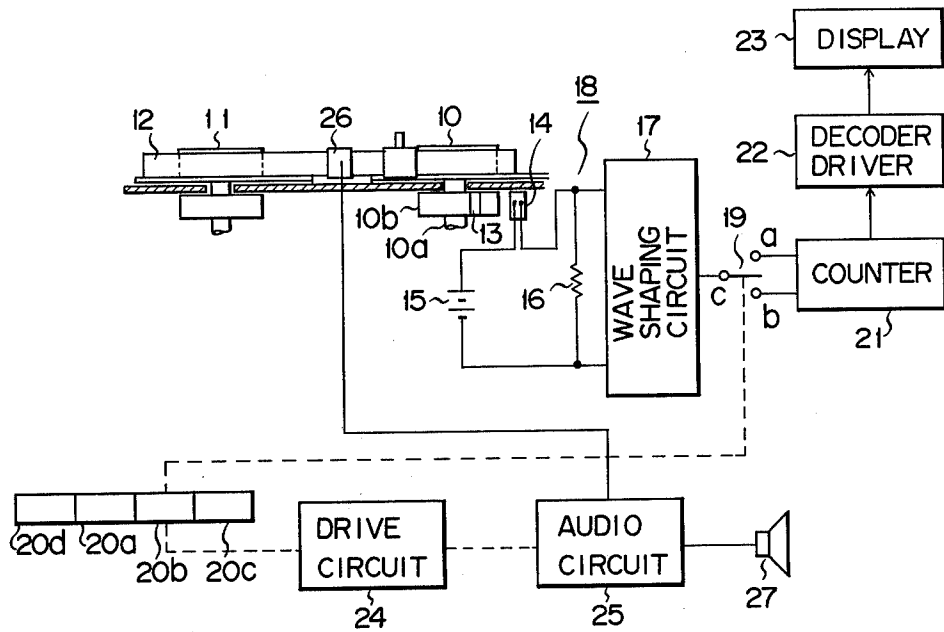 23
DISPLAY
18
12
11
26
10
14
17
22
DECODER
DRIVER
10b
10a
13
19
a
15
16
WAVE
SHAPING
CIRCUIT
c
b
COUNTER
21
20d
20a
20b
20c
DRIVE
CIRCUIT
24
AUDIO
CIRCUIT
25
27